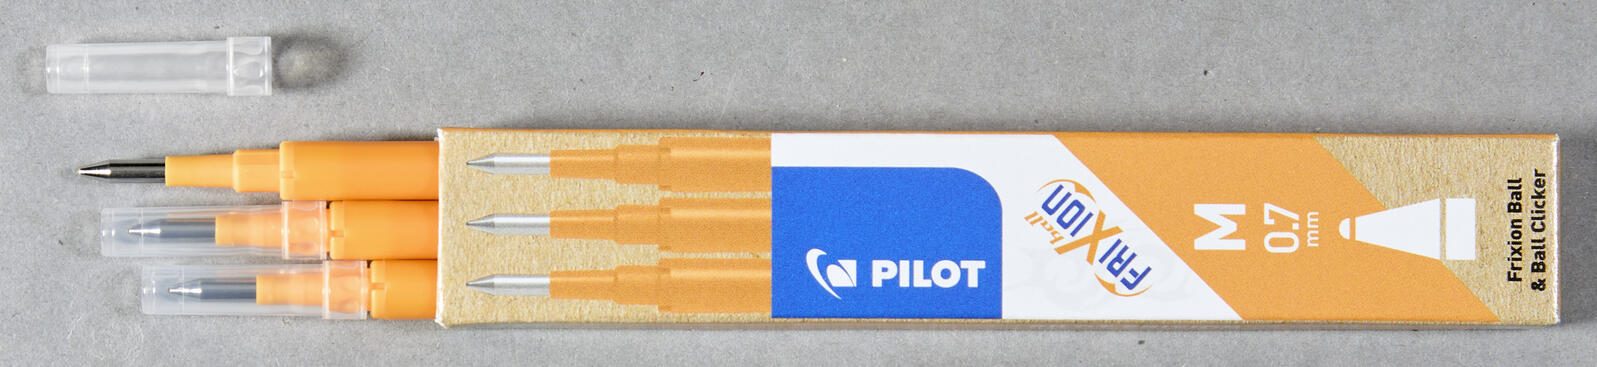 PILOT
FRIXION
ball
M
0.7
mm
Frixion Ball
& Ball Clicker